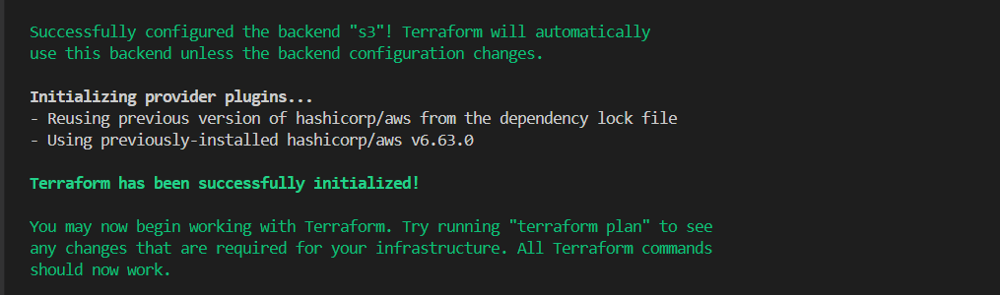 Successfully configured the backend "s3"! Terraform will automatically
use this backend unless the backend configuration changes.
Initializing provider plugins...
- Reusing previous version of hashicorp/aws from the dependency lock file
- Using previously-installed hashicorp/aws v6.63.0
Terraform has been successfully initialized!
You may now begin working with Terraform. Try running "terraform plan" to see
any changes that are required for your infrastructure. All Terraform commands
should now work.